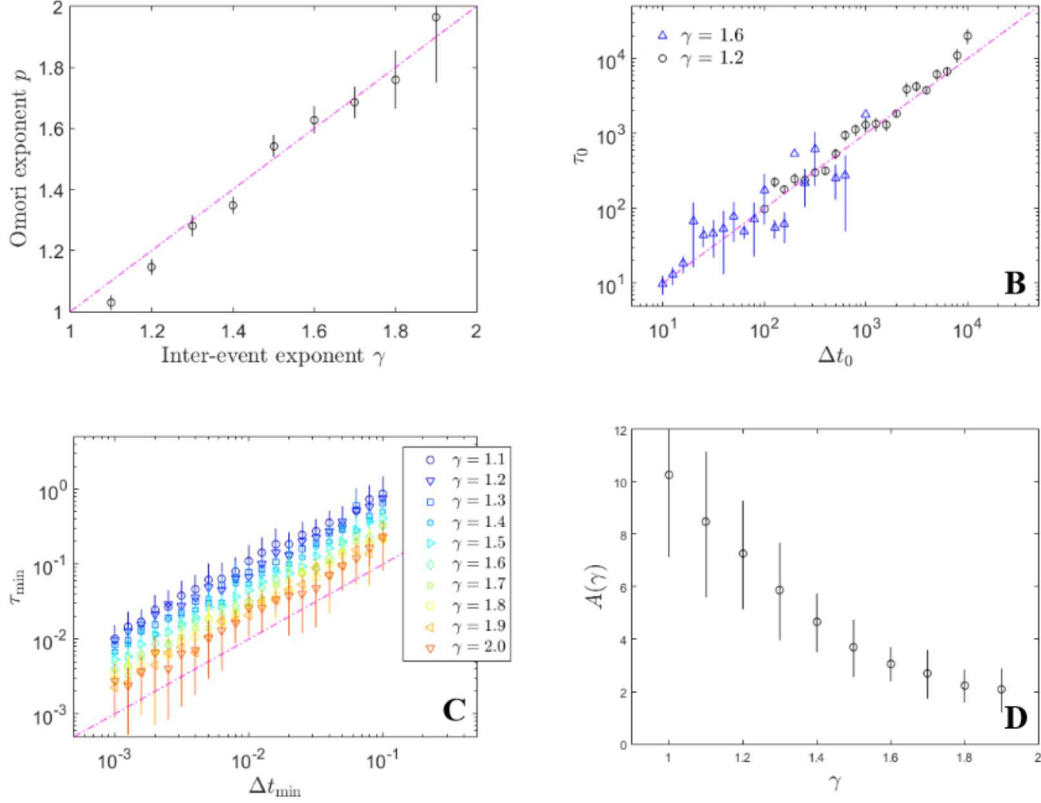 2
1.8
1.6
1.4
1.2
1
Omori exponent p
1
1.2
1.4
1.6
1.8
2
Inter-event exponent γ
γ = 1.6
γ = 1.2
10^4
10^3
10^2
10^1
τ_0
10^1
10^2
10^3
10^4
Δt_0
B
10^0
10^-1
10^-2
10^-3
τ_min
10^-3
10^-2
10^-1
Δt_min
γ = 1.1
γ = 1.2
γ = 1.3
γ = 1.4
γ = 1.5
γ = 1.6
γ = 1.7
γ = 1.8
γ = 1.9
γ = 2.0
C
12
10
8
6
4
2
0
A(γ)
1
1.2
1.4
1.6
1.8
2
γ
D